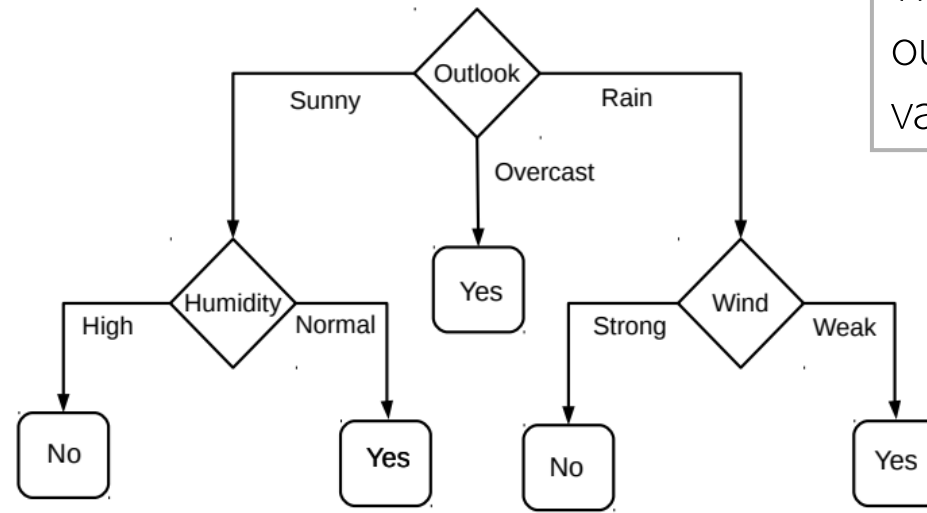 Outlook
Sunny
Rain
Overcast
Humidity
High
Normal
Yes
Wind
Strong
Weak
No
Yes
No
Yes